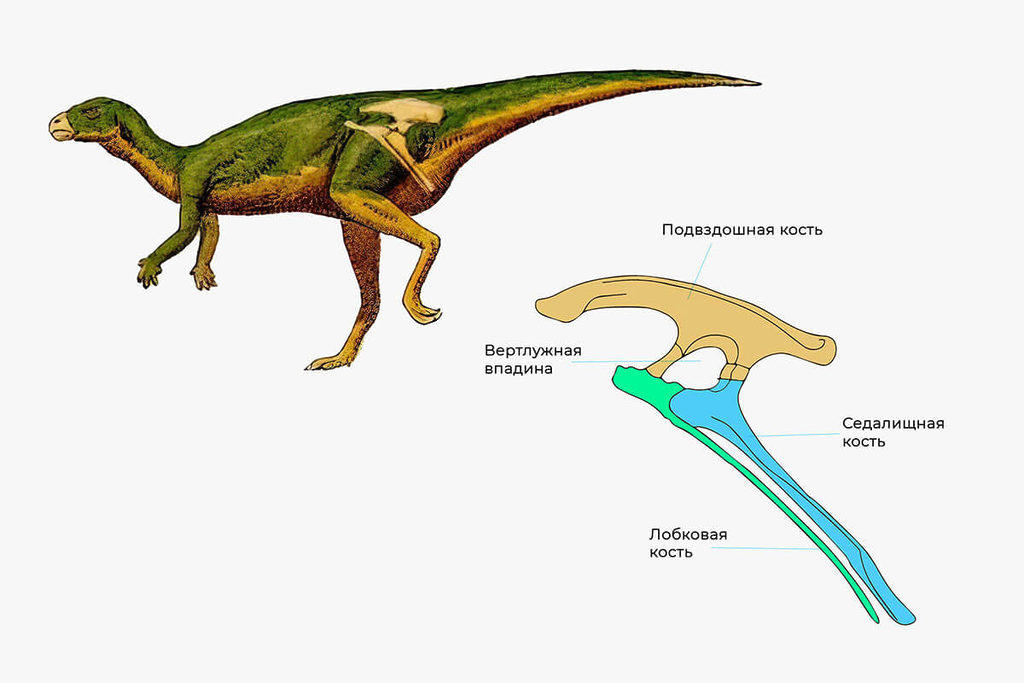 Подвздошная кость
Вертлужная
впадина
Седалищная
кость
Лобковая
кость